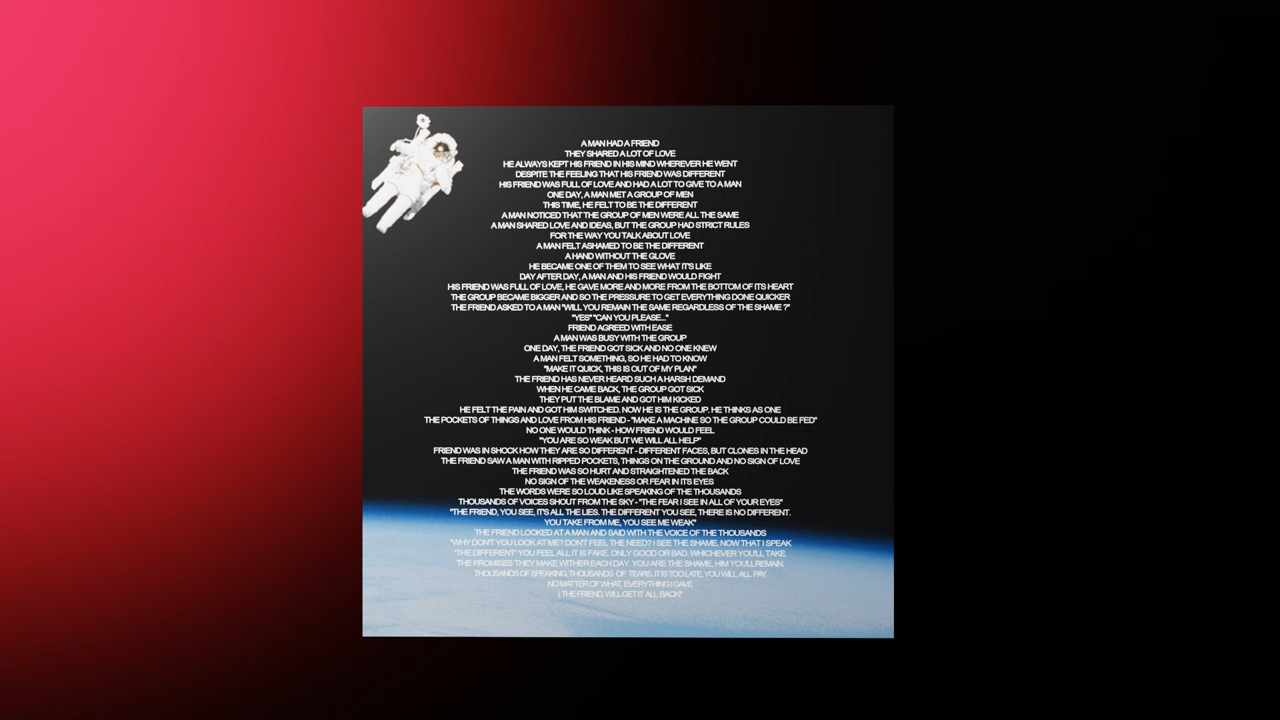 A MAN HAD A FRIEND
THEY SHARED A LOT OF LOVE
HE ALWAYS KEPT HIS FRIEND IN HIS MIND WHEREVER HE WENT
DESPITE THE FEELING THAT HIS FRIEND WAS DIFFERENT
HIS FRIEND WAS FULL OF LOVE AND HAD A LOT TO GIVE TO A MAN
ONE DAY, A MAN MET A GROUP OF MEN
THIS TIME, HE FELT TO BE THE DIFFERENT
A MAN NOTICED THAT THE GROUP OF MEN WERE ALL THE SAME
A MAN SHARED LOVE AND IDEAS, BUT THE GROUP HAD STRICT RULES
FOR THE WAY YOU TALK ABOUT LOVE
A MAN FELT ASHAMED TO BE THE DIFFERENT
A HAND WITHOUT THE GLOVE
HE BECAME ONE OF THEM TO SEE WHAT IT'S LIKE
DAY AFTER DAY, A MAN AND HIS FRIEND WOULD FIGHT
HIS FRIEND WAS FULL OF LOVE, HE GAVE MORE AND MORE FROM THE BOTTOM OF ITS HEART
THE GROUP BECAME BIGGER AND SO THE PRESSURE TO GET EVERYTHING DONE QUICKER
THE FRIEND ASKED TO A MAN "WILL YOU REMAIN THE SAME REGARDLESS OF THE SHAME ?"
"YES" "CAN YOU PLEASE..."
FRIEND AGREED WITH EASE
A MAN WAS BUSY WITH THE GROUP
ONE DAY, THE FRIEND GOT SICK AND NO ONE KNEW
A MAN FELT SOMETHING, SO HE HAD TO KNOW
"MAKE IT QUICK, THIS IS OUT OF MY PLAN"
THE FRIEND HAS NEVER HEARD SUCH A HARSH DEMAND
WHEN HE CAME BACK, THE GROUP GOT SICK
THEY PUT THE BLAME AND GOT HIM KICKED
HE FELT THE PAIN AND GOT HIM SWITCHED. NOW HE IS THE GROUP. HE THINKS AS ONE
THE POCKETS OF THINGS AND LOVE FROM HIS FRIEND - "MAKE A MACHINE SO THE GROUP COULD BE FED"
NO ONE WOULD THINK - HOW FRIEND WOULD FEEL
"YOU ARE SO WEAK BUT WE WILL ALL HELP"
FRIEND WAS IN SHOCK HOW THEY ARE SO DIFFERENT - DIFFERENT FACES, BUT CLONES IN THE HEAD
THE FRIEND SAW A MAN WITH RIPPED POCKETS, THINGS ON THE GROUND AND NO SIGN OF LOVE
THE FRIEND WAS SO HURT AND STRAIGHTENED THE BACK
NO SIGN OF THE WEAKENESS OR FEAR IN ITS EYES
THE WORDS WERE SO LOUD LIKE SPEAKING OF THE THOUSANDS
THOUSANDS OF VOICES SHOUT FROM THE SKY - "THE FEAR I SEE IN ALL OF YOUR EYES"
"THE FRIEND, YOU SEE, IT'S ALL THE LIES. THE DIFFERENT YOU SEE, THERE IS NO DIFFERENT.
YOU TAKE FROM ME, YOU SEE ME WEAK"
THE FRIEND LOOKED AT A MAN AND SAID WITH THE VOICE OF THE THOUSANDS
"WHY DON'T YOU LOOK AT ME? DON'T FEEL THE NEED? I SEE THE SHAME, NOW THAT I SPEAK
"THE DIFFERENT" YOU FEEL ALL IT IS FAKE. ONLY GOOD OR BAD, WHICHEVER YOU'LL TAKE.
THE PROMISES THEY MAKE WITHER EACH DAY. YOU ARE THE SHAME, HIM YOU'LL REMAIN.
THOUSANDS OF SPEAKING, THOUSANDS OF TEARS. IT IS TOO LATE, YOU WILL ALL PAY.
NO MATTER OF WHAT, EVERYTHING I GAVE
I, THE FRIEND, WILL GET IT ALL BACK!"